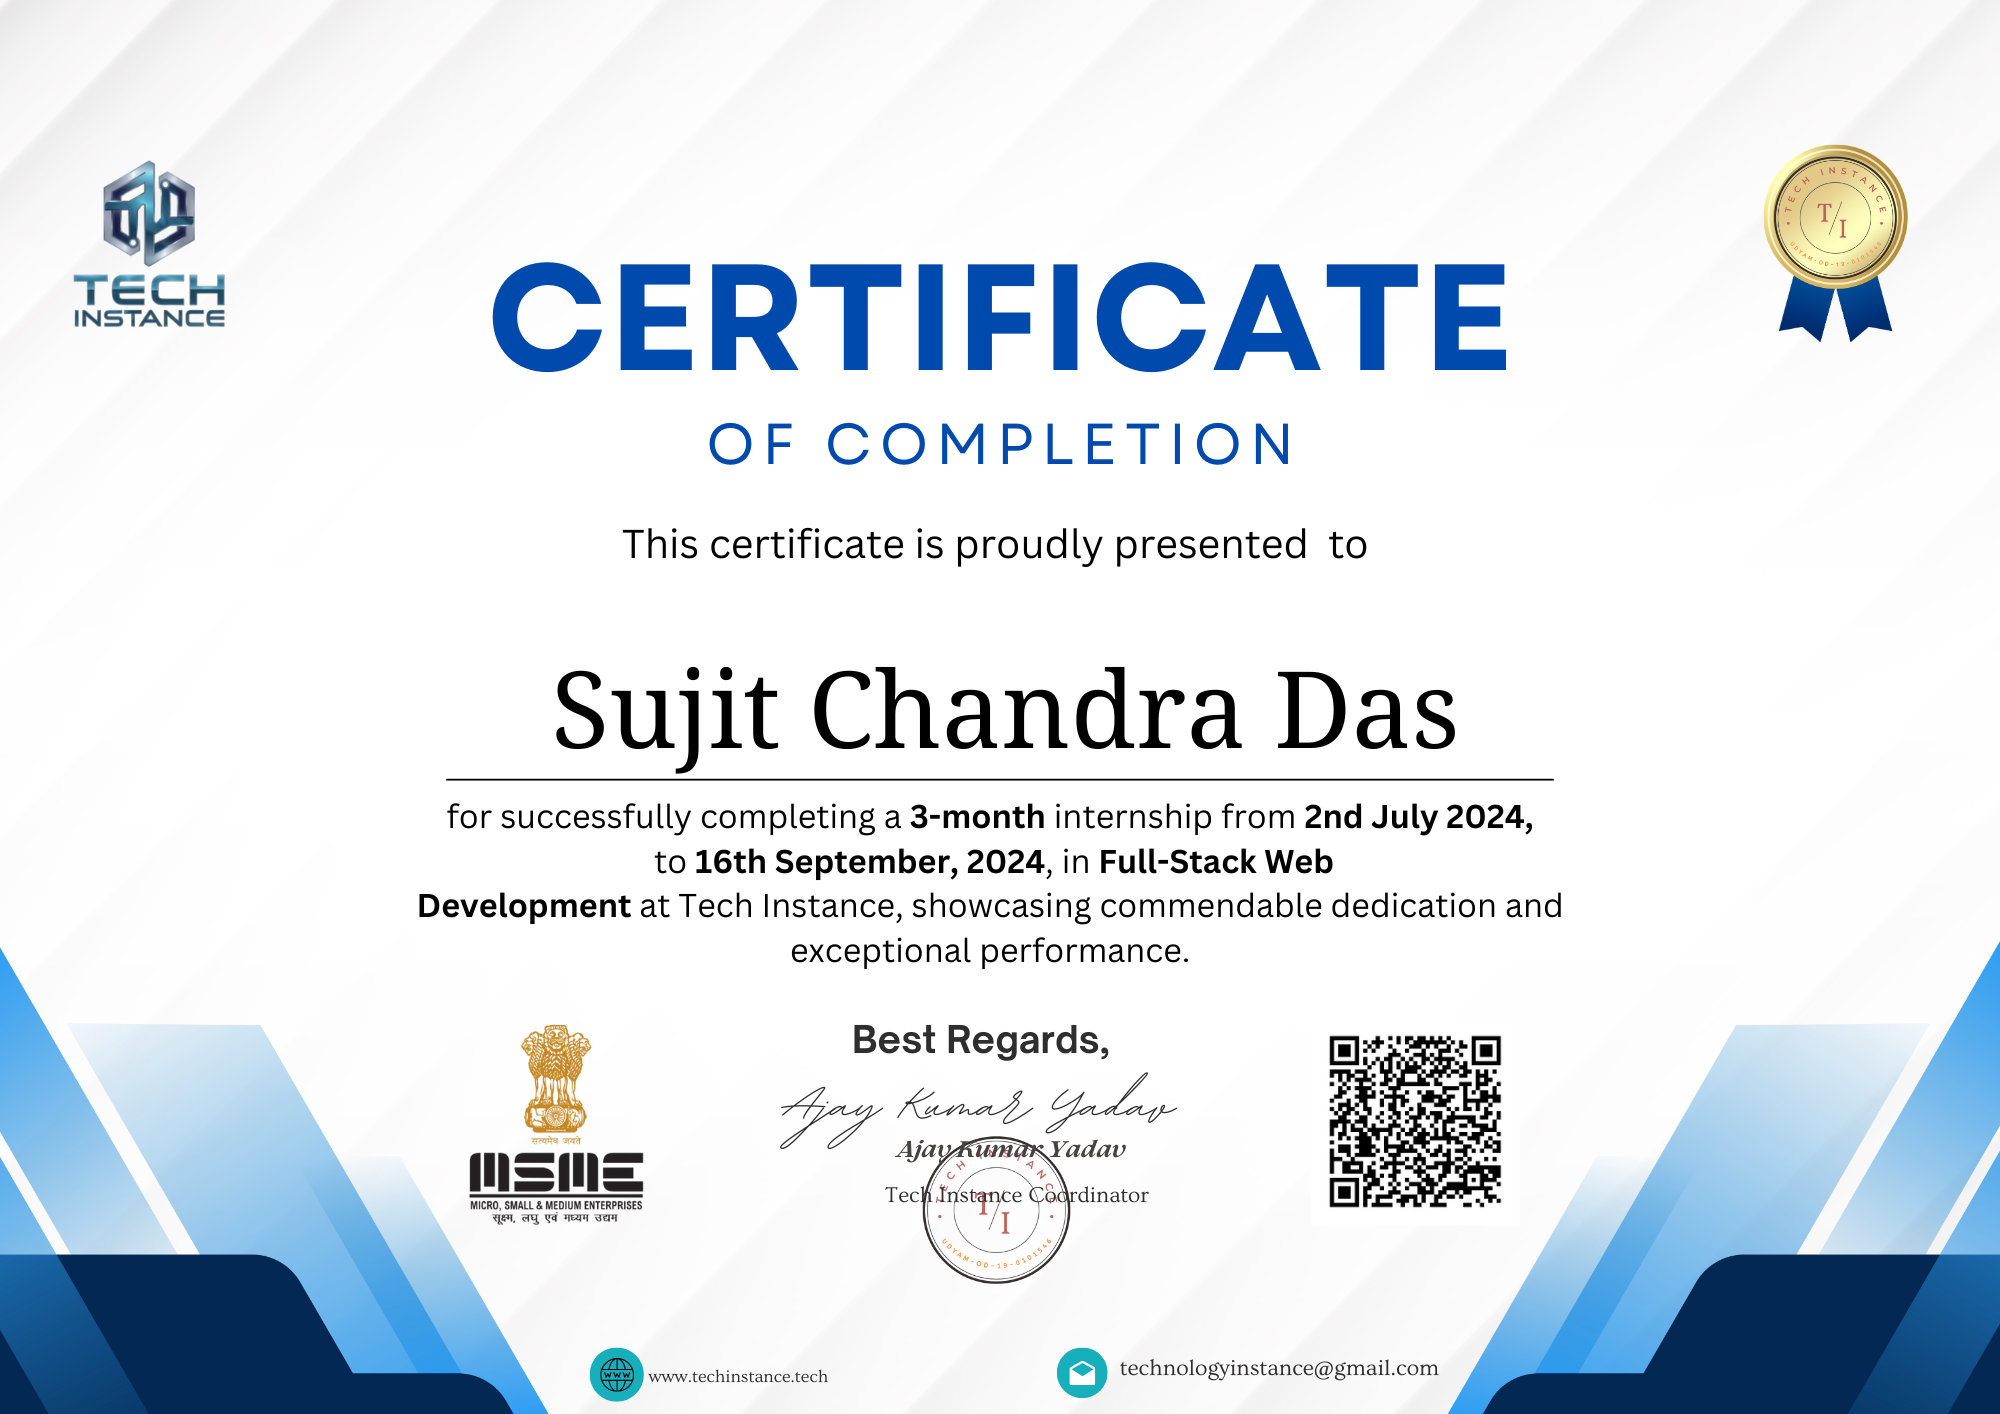 TECH
INSTANCE
TECH INSTANCE
T/I
UDYAM-OD-19-0101546
CERTIFICATE
OF COMPLETION
This certificate is proudly presented to
Sujit Chandra Das
for successfully completing a 3-month internship from 2nd July 2024,
to 16th September, 2024, in Full-Stack Web
Development at Tech Instance, showcasing commendable dedication and
exceptional performance.
सत्यमेव जयते
MSME
MICRO, SMALL & MEDIUM ENTERPRISES
सूक्ष्म, लघु एवं मध्यम उद्यम
Best Regards,
Ajay Kumar Yadav
Ajay Kumar Yadav
Tech Instance Coordinator
TECH INSTANCE
T/I
UDYAM-OD-19-0101546
www
www.techinstance.tech
technologyinstance@gmail.com